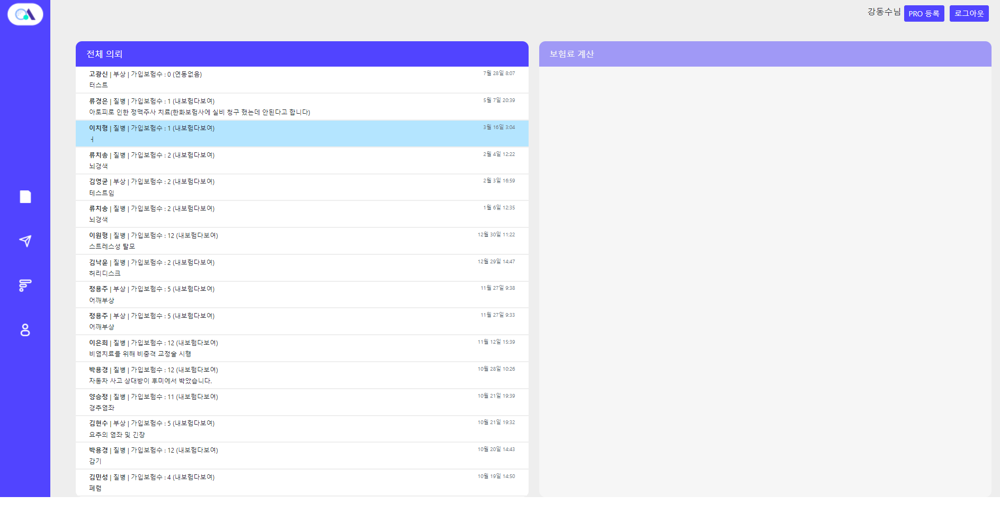 강동수님 PRO 등록 로그아웃
전체 의뢰
보험료 계산
고광신 | 부상 | 가입보험수 : 0 (연동없음) 7월 28일 8:07
터스트
류경은 | 질병 | 가입보험수 : 1 (내보험다보여) 5월 7일 20:39
아토피로 인한 정맥주사 치료(한화보험사에 실비 청구 했는데 안된다고 합니다)
이치형 | 질병 | 가입보험수 : 1 (내보험다보여) 3월 16일 3:04
ㅕ
류치송 | 질병 | 가입보험수 : 2 (내보험다보여) 2월 4일 12:22
뇌경색
김영균 | 부상 | 가입보험수 : 2 (내보험다보여) 2월 3일 16:59
테스트임
류치송 | 질병 | 가입보험수 : 2 (내보험다보여) 1월 6일 12:35
뇌경색
이원형 | 질병 | 가입보험수 : 12 (내보험다보여) 12월 30일 11:22
스트레스성 탈모
김낙윤 | 질병 | 가입보험수 : 2 (내보험다보여) 12월 29일 14:47
허리디스크
정용주 | 부상 | 가입보험수 : 5 (내보험다보여) 11월 27일 9:38
어깨부상
정용주 | 부상 | 가입보험수 : 5 (내보험다보여) 11월 27일 9:33
어깨부상
이은희 | 질병 | 가입보험수 : 12 (내보험다보여) 11월 12일 15:39
비염치료를 위해 비중격 교정술 시행
박용경 | 질병 | 가입보험수 : 12 (내보험다보여) 10월 28일 10:26
자동차 사고 상대방이 후미에서 박았습니다.
양승정 | 질병 | 가입보험수 : 11 (내보험다보여) 10월 21일 19:39
경추염좌
김현수 | 부상 | 가입보험수 : 5 (내보험다보여) 10월 21일 19:32
요추의 염좌 및 긴장
박용경 | 질병 | 가입보험수 : 12 (내보험다보여) 10월 20일 14:43
감기
김민성 | 질병 | 가입보험수 : 4 (내보험다보여) 10월 19일 14:50
폐렴